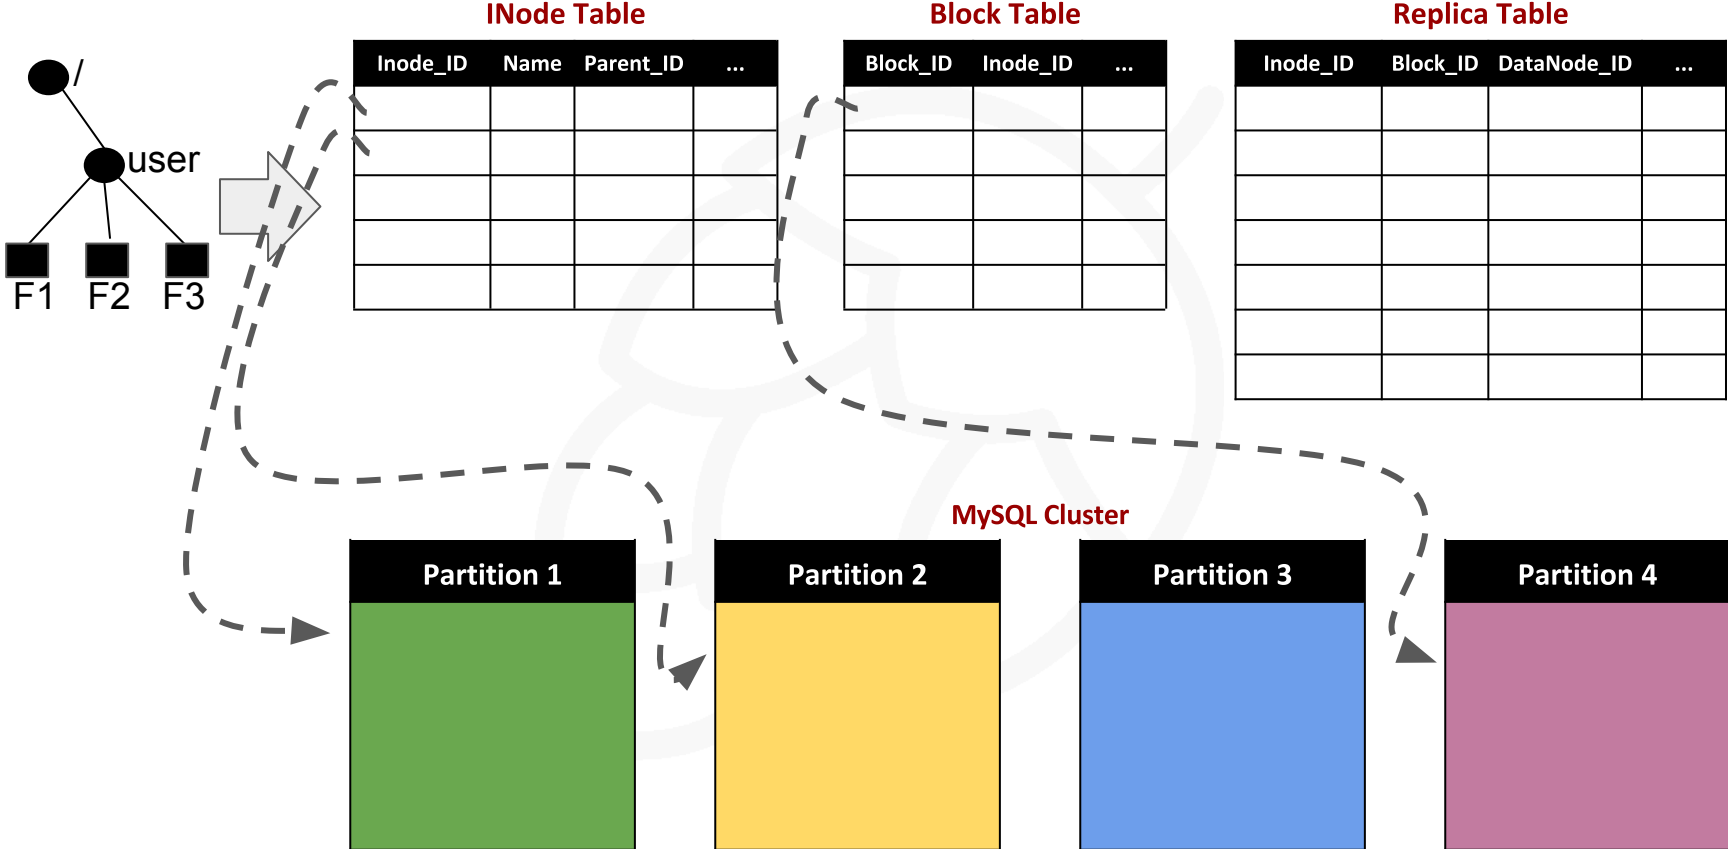 INode Table
Block Table
Replica Table
Inode_ID Name Parent_ID ...
Block_ID Inode_ID ...
Inode_ID Block_ID DataNode_ID ...
/
user
F1 F2 F3
MySQL Cluster
Partition 1
Partition 2
Partition 3
Partition 4